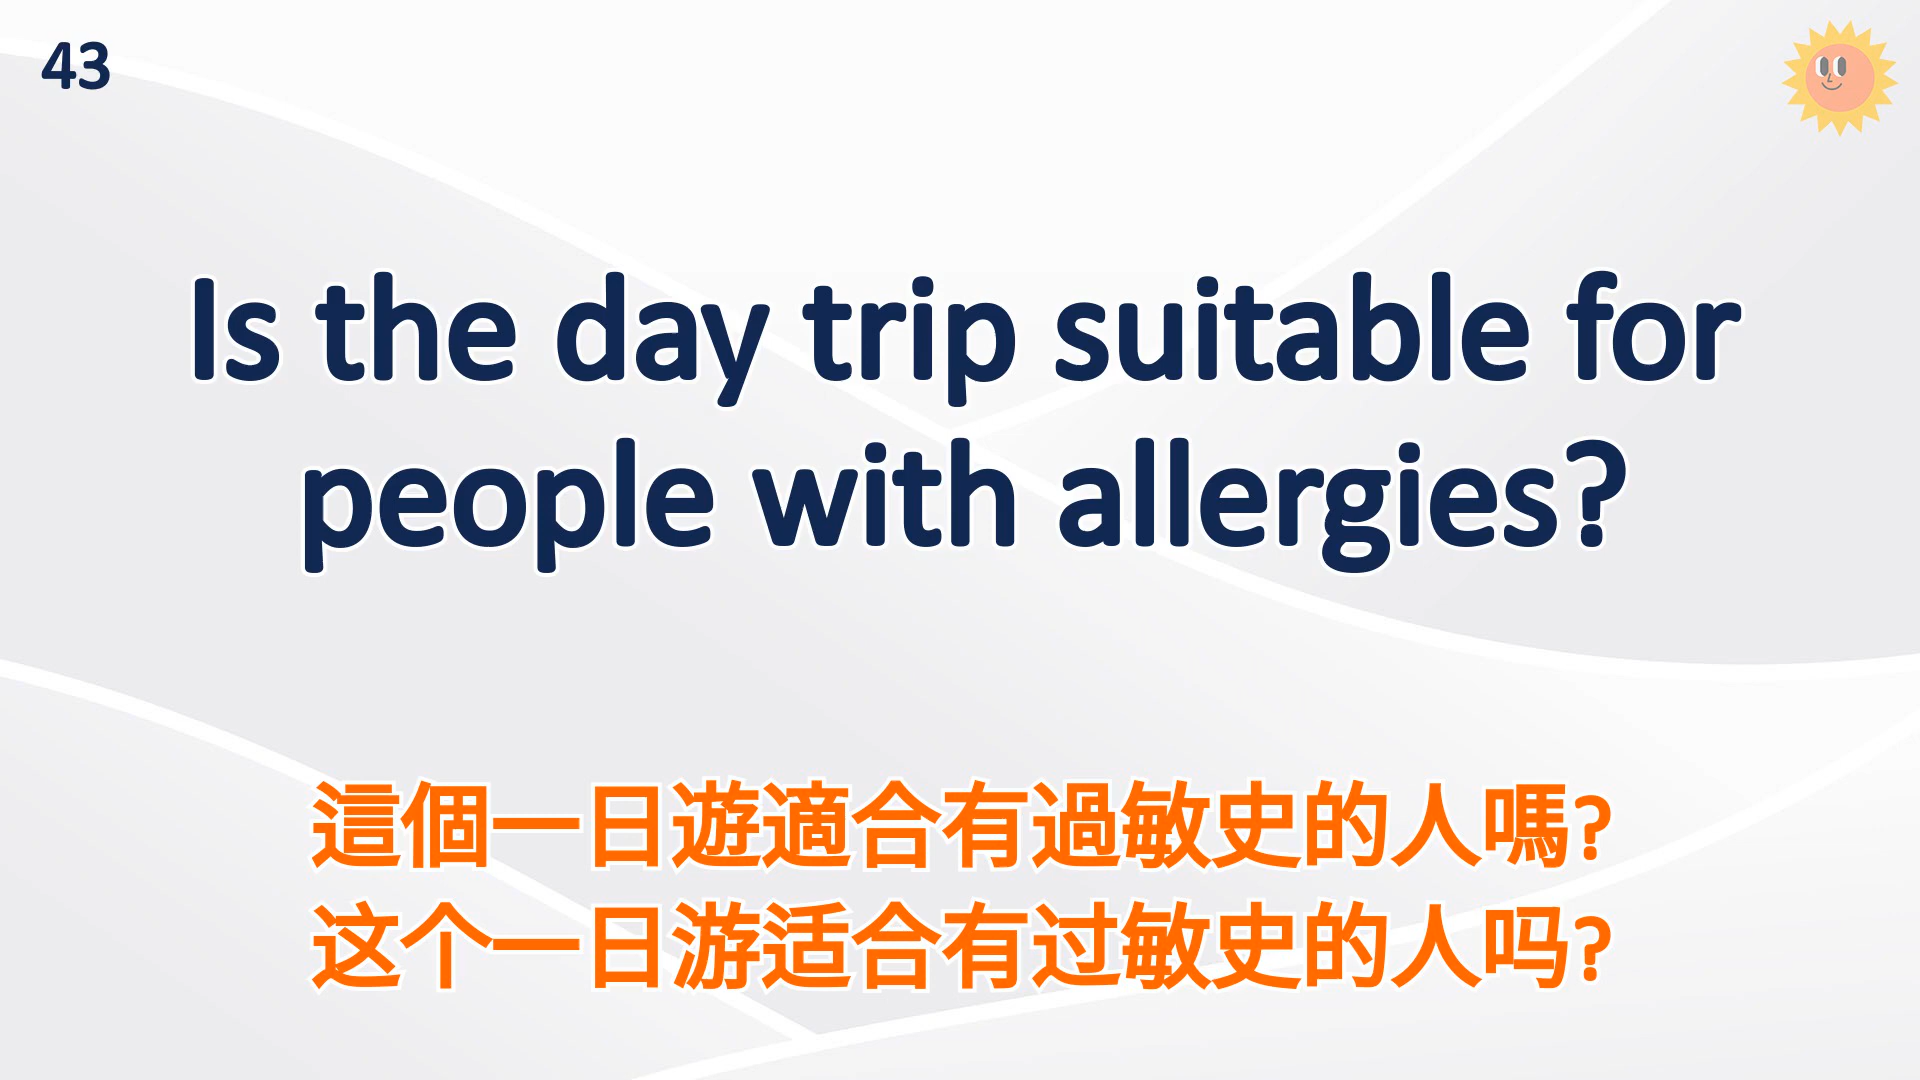 43
Is the day trip suitable for
people with allergies?
這個一日遊適合有過敏史的人嗎?
这个一日游适合有过敏史的人吗?